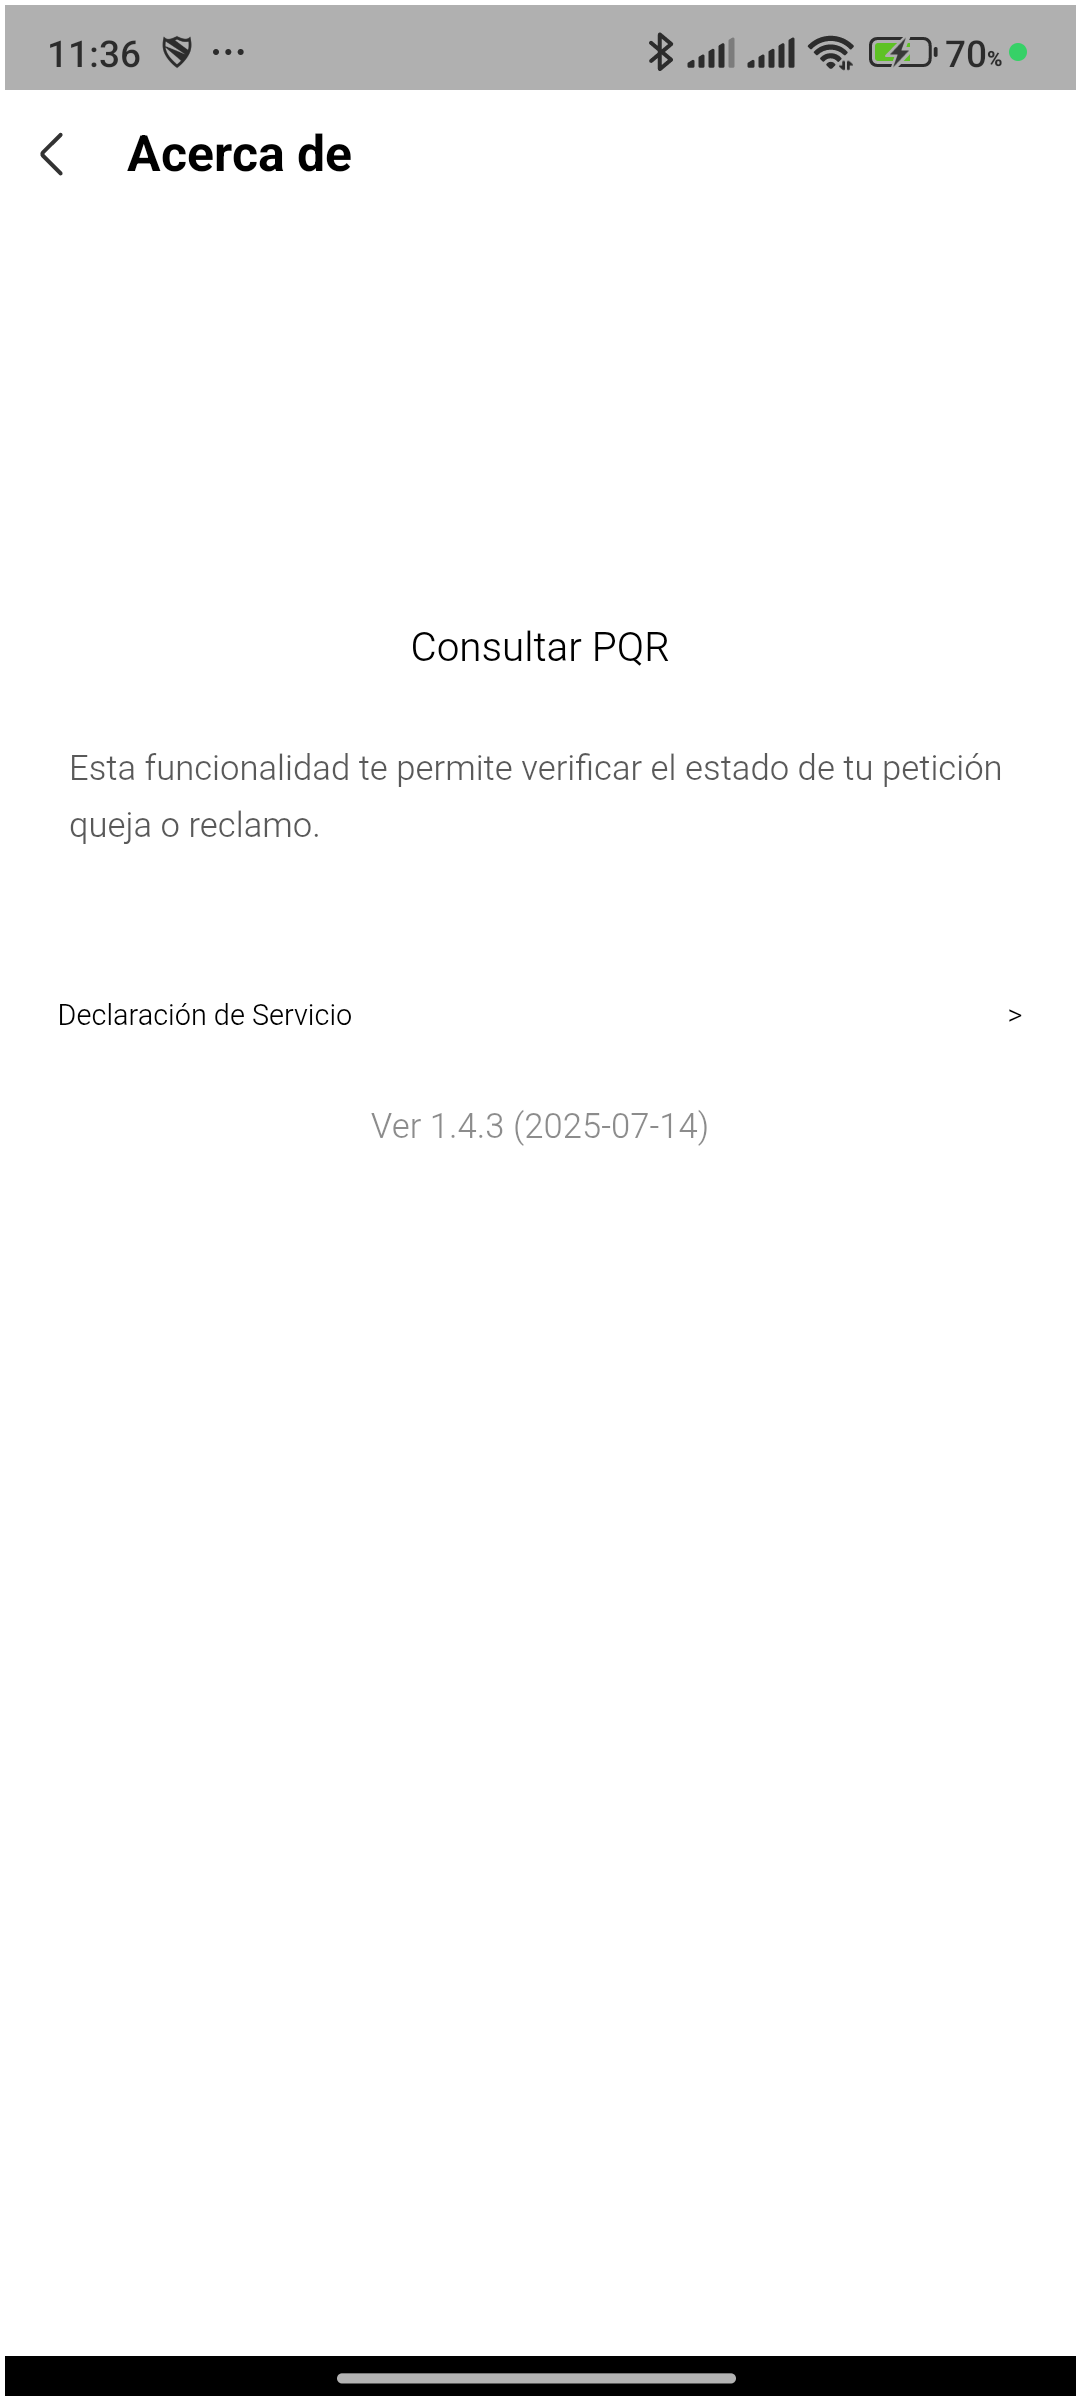 11:36
70%
Acerca de
Consultar PQR
Esta funcionalidad te permite verificar el estado de tu petición
queja o reclamo.
Declaración de Servicio >
Ver 1.4.3 (2025-07-14)